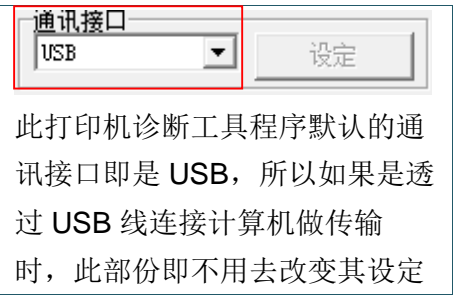 通讯接口
USB 设定
此打印机诊断工具程序默认的通
讯接口即是 USB，所以如果是透
过 USB 线连接计算机做传输
时，此部份即不用去改变其设定